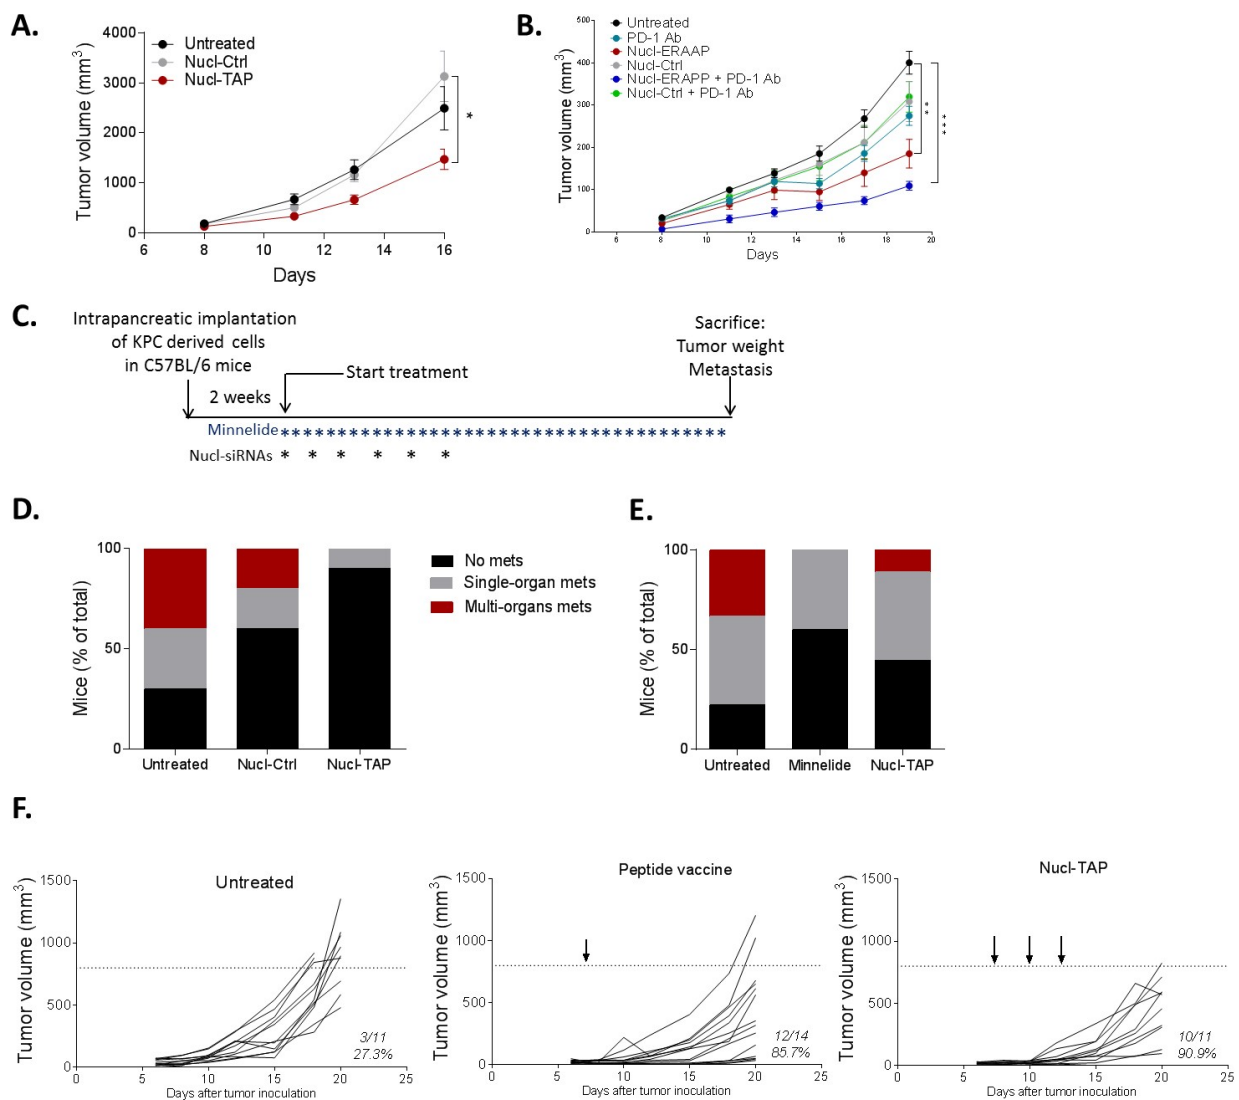 A.
Tumor volume (mm3)
4000
3000
2000
1000
0
6
8
10
12
14
16
Days
Untreated
Nucl-Ctrl
Nucl-TAP
*
B.
Tumor volume (mm3)
500
400
300
200
100
0
6
8
10
12
14
16
18
20
Days
Untreated
PD-1 Ab
Nucl-ERAAP
Nucl-Ctrl
Nucl-ERAPP + PD-1 Ab
Nucl-Ctrl + PD-1 Ab
**
***
C.
Intrapancreatic implantation
of KPC derived cells
in C57BL/6 mice
2 weeks
Start treatment
Sacrifice:
Tumor weight
Metastasis
Minnelide
Nucl-siRNAs * * * * * *
D.
Mice (% of total)
100
50
0
Untreated
Nucl-Ctrl
Nucl-TAP
No mets
Single-organ mets
Multi-organs mets
E.
Mice (% of total)
100
50
0
Untreated
Minnelide
Nucl-TAP
F.
Untreated
Tumor volume (mm3)
1500
1000
500
0
0
5
10
15
20
25
Days after tumor inoculation
3/11
27.3%
Peptide vaccine
Tumor volume (mm3)
1500
1000
500
0
0
5
10
15
20
25
Days after tumor inoculation
12/14
85.7%
Nucl-TAP
Tumor volume (mm3)
1500
1000
500
0
0
5
10
15
20
25
Days after tumor inoculation
10/11
90.9%